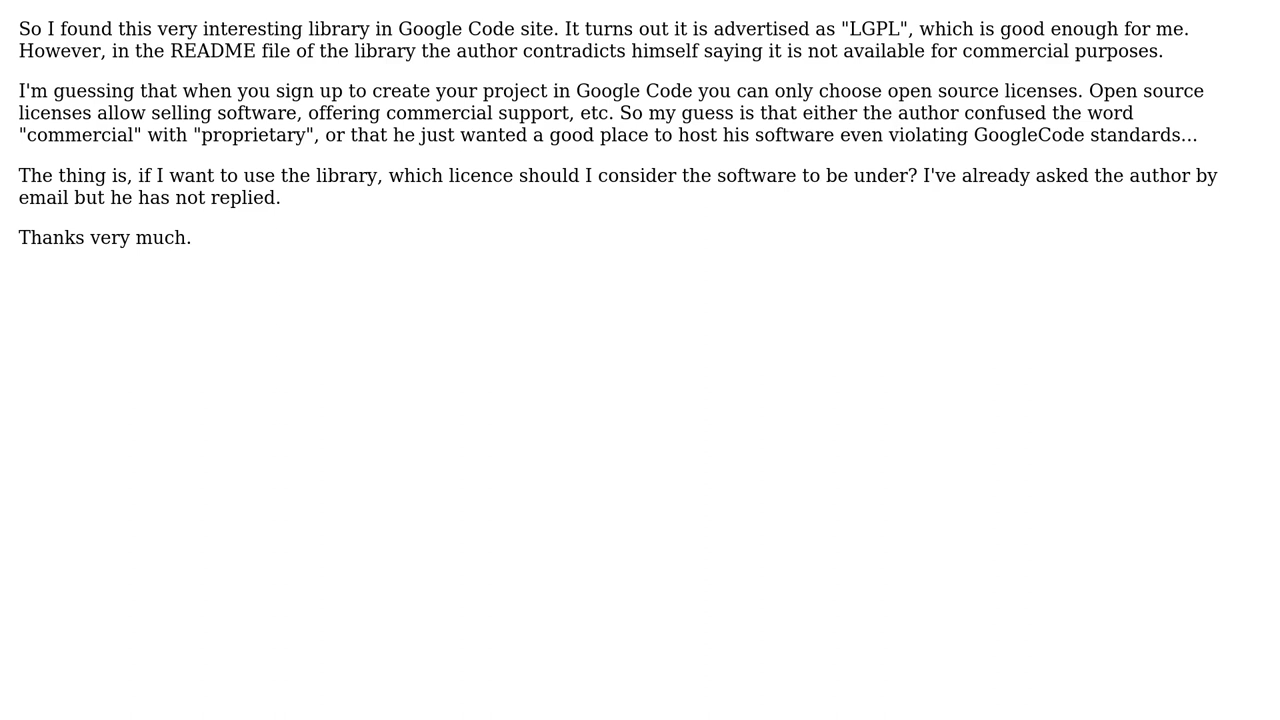 So I found this very interesting library in Google Code site. It turns out it is advertised as "LGPL", which is good enough for me.
However, in the README file of the library the author contradicts himself saying it is not available for commercial purposes.
I'm guessing that when you sign up to create your project in Google Code you can only choose open source licenses. Open source
licenses allow selling software, offering commercial support, etc. So my guess is that either the author confused the word
"commercial" with "proprietary", or that he just wanted a good place to host his software even violating GoogleCode standards...
The thing is, if I want to use the library, which licence should I consider the software to be under? I've already asked the author by
email but he has not replied.
Thanks very much.